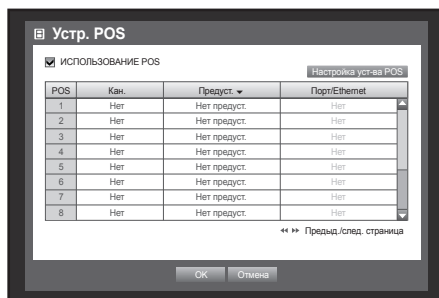 Устр. POS
ИСПОЛЬЗОВАНИЕ POS
Настройка уст-ва POS
POS Кан. Предуст. Порт/Ethernet
1 Нет Нет предуст. Нет
2 Нет Нет предуст. Нет
3 Нет Нет предуст. Нет
4 Нет Нет предуст. Нет
5 Нет Нет предуст. Нет
6 Нет Нет предуст. Нет
7 Нет Нет предуст. Нет
8 Нет Нет предуст. Нет
Предыд./след. страница
OK Отмена